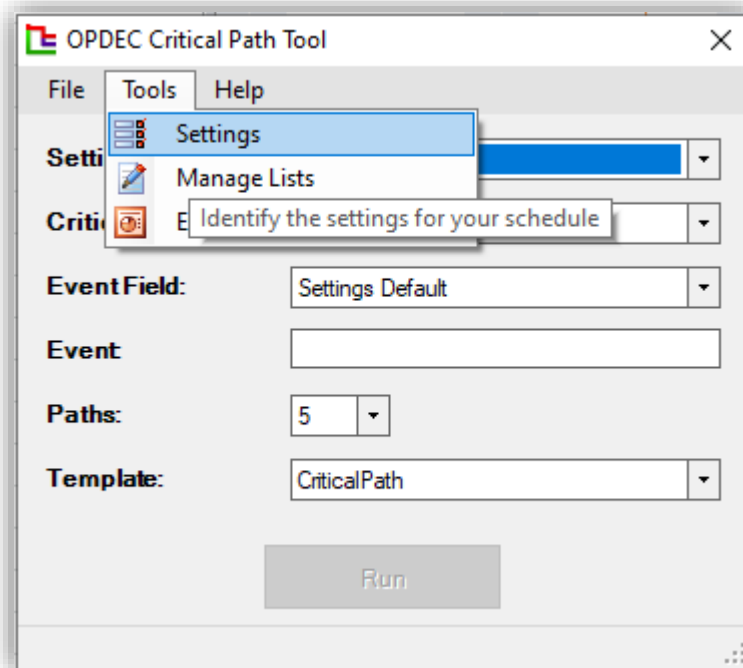 OPDEC Critical Path Tool
File Tools Help
Settings
Manage Lists
Identify the settings for your schedule
Event Field: Settings Default
Event:
Paths: 5
Template: CriticalPath
Run